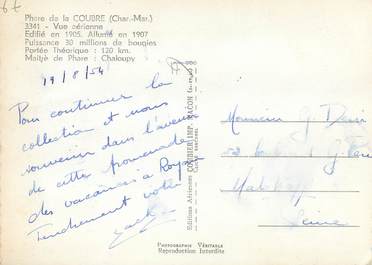 Phare de la COUBRE (Char.-Mar.)
3341 - Vue aérienne
Edifié en 1905. Allumé en 1907
Puissance 30 millions de bougies
Portée Théorique : 120 km.
Maître de Phare : Chaloupy
19/8/54
Pour continuer la
collection et nous
souvenir dans l'avenir
de cette promenade
des vacances à Royan
Tendrement votre
Editions Aériennes COMBIER IMP. MACON
PHOTOGRAPHIE VÉRITABLE
Reproduction Interdite
Monsieur G.
Seine